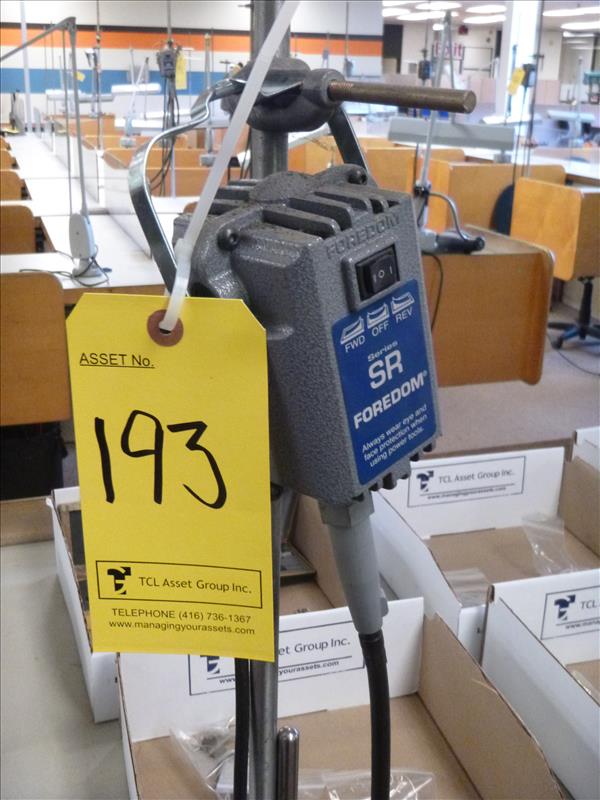 ASSET No.
193
TCL Asset Group Inc.
TELEPHONE (416) 736-1367
www.managingyourassets.com
FOREDOM
FWD OFF REV
Series
SR
FOREDOM®
Always wear eye and
face protection when
using power tools.
TCL Asset Group Inc.
www.managingyourassets.com
set Group Inc.
TCL